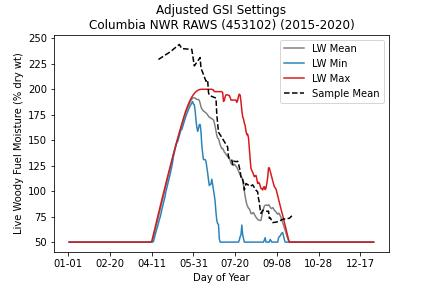 Adjusted GSI Settings
Columbia NWR RAWS (453102) (2015-2020)
Live Woody Fuel Moisture (% dry wt)
250
225
200
175
150
125
100
75
50
LW Mean
LW Min
LW Max
Sample Mean
01-01 02-20 04-11 05-31 07-20 09-08 10-28 12-17
Day of Year